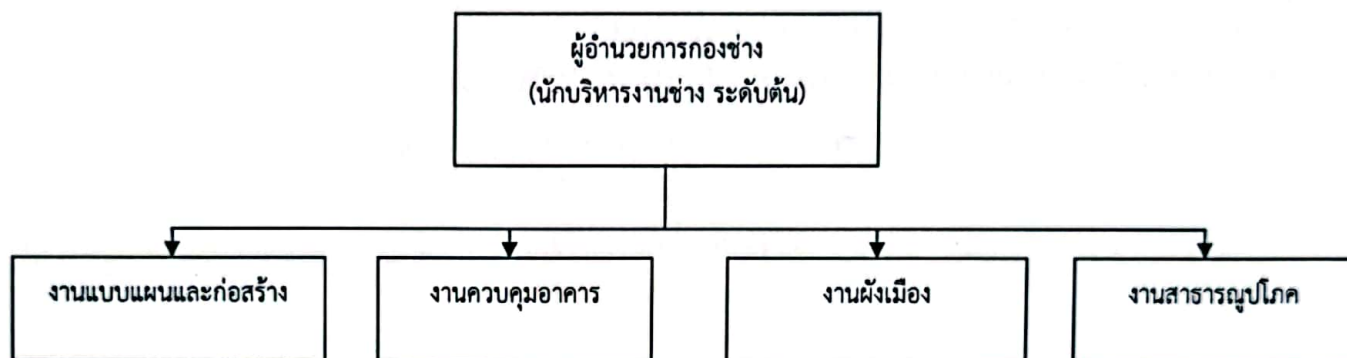 ผู้อำนวยการกองช่าง
(นักบริหารงานช่าง ระดับต้น)
งานแบบแผนและก่อสร้าง
งานควบคุมอาคาร
งานผังเมือง
งานสาธารณูปโภค